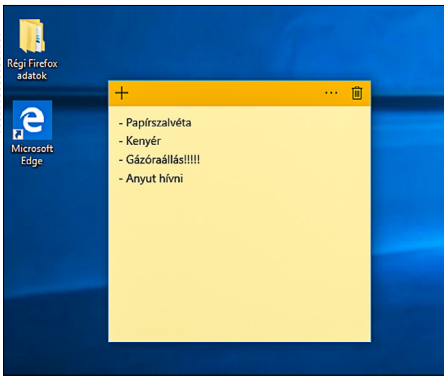 Régi Firefox
adatok
Microsoft
Edge
- Papírszalvéta
- Kenyér
- Gázóraállás!!!!!
- Anyut hívni